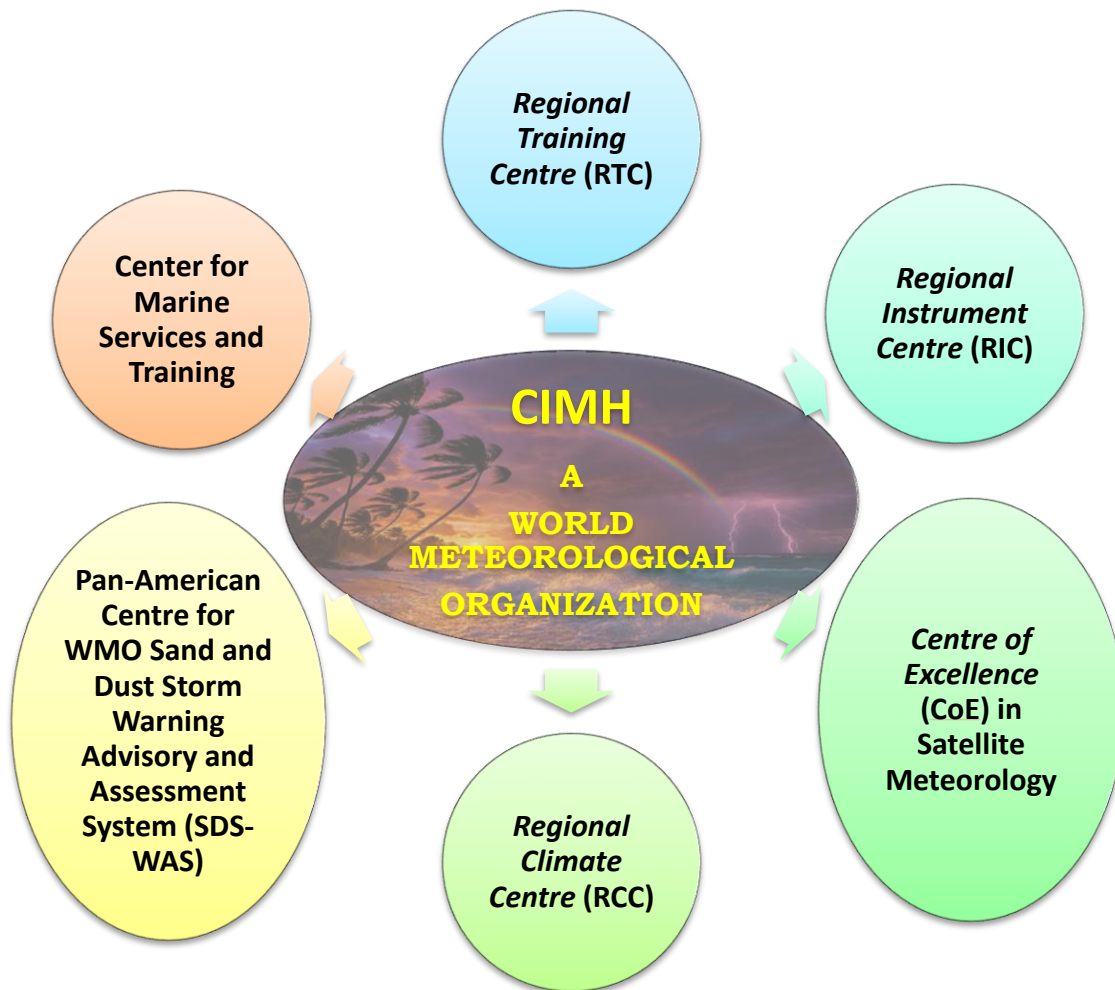 Regional
Training
Centre (RTC)
Center for
Marine
Services and
Training
Regional
Instrument
Centre (RIC)
CIMH
A
WORLD
METEOROLOGICAL
ORGANIZATION
Pan-American
Centre for
WMO Sand and
Dust Storm
Warning
Advisory and
Assessment
System (SDS-
WAS)
Centre of
Excellence
(CoE) in
Satellite
Meteorology
Regional
Climate
Centre (RCC)